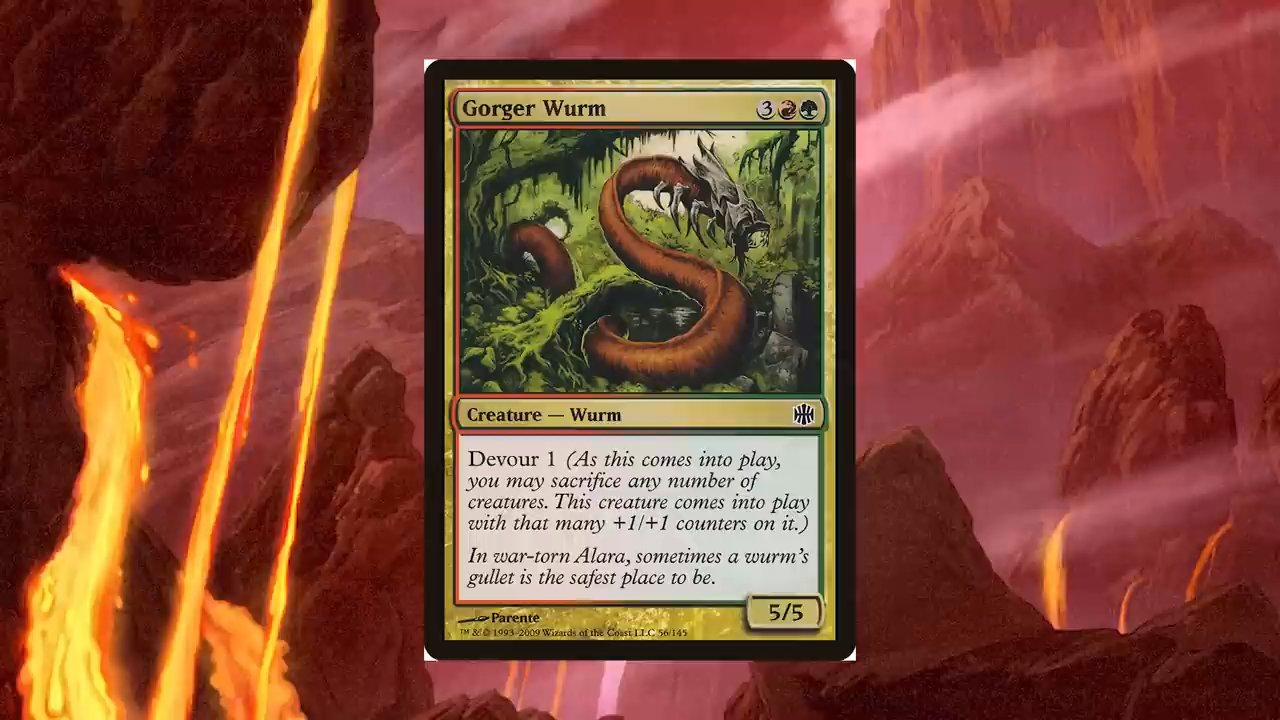 Gorger Wurm 3
Creature — Wurm
Devour 1 (As this comes into play,
you may sacrifice any number of
creatures. This creature comes into play
with that many +1/+1 counters on it.)
In war-torn Alara, sometimes a wurm's
gullet is the safest place to be.
5/5
Parente
™ & © 1993-2009 Wizards of the Coast LLC 56/145